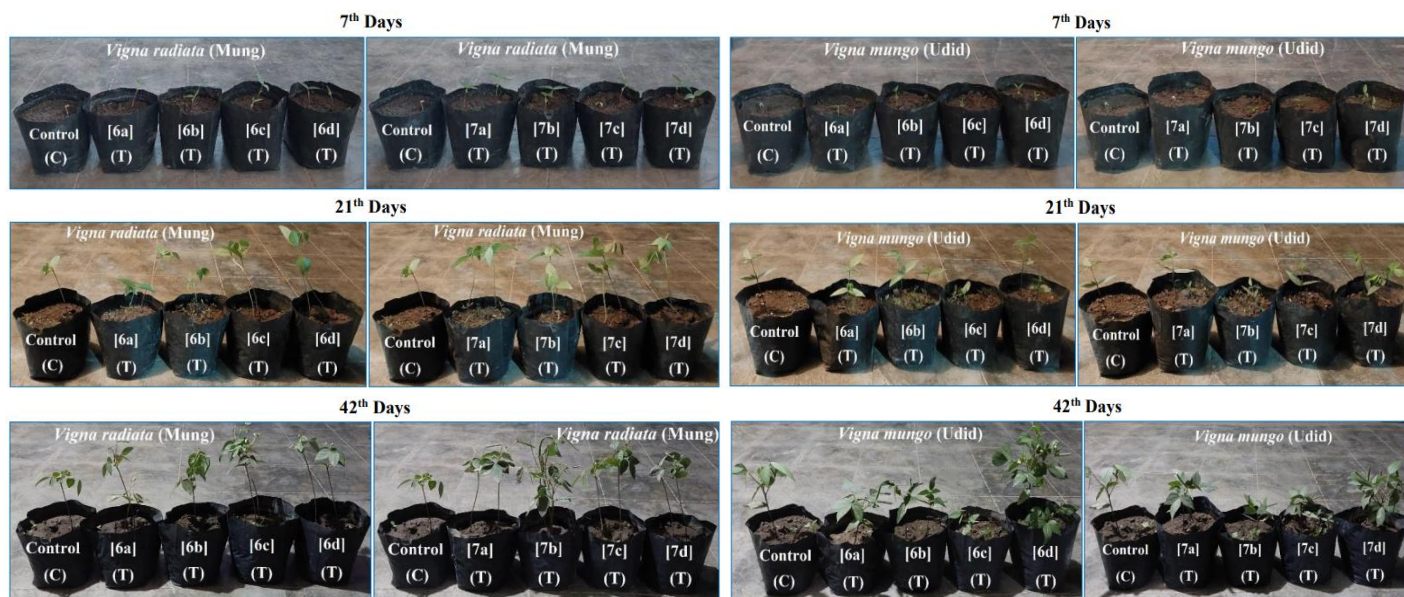 7th Days
7th Days
Vigna radiata (Mung)
Control [6a] [6b] [6c] [6d]
(C) (T) (T) (T) (T)
Vigna radiata (Mung)
Control [7a] [7b] [7c] [7d]
(C) (T) (T) (T) (T)
Vigna mungo (Udid)
Control [6a] [6b] [6c] [6d]
(C) (T) (T) (T) (T)
Vigna mungo (Udid)
Control [7a] [7b] [7c] [7d]
(C) (T) (T) (T) (T)
21th Days
21th Days
Vigna radiata (Mung)
Control [6a] [6b] [6c] [6d]
(C) (T) (T) (T) (T)
Vigna radiata (Mung)
Control [7a] [7b] [7c] [7d]
(C) (T) (T) (T) (T)
Vigna mungo (Udid)
Control [6a] [6b] [6c] [6d]
(C) (T) (T) (T) (T)
Vigna mungo (Udid)
Control [7a] [7b] [7c] [7d]
(C) (T) (T) (T) (T)
42th Days
42th Days
Vigna radiata (Mung)
Control [6a] [6b] [6c] [6d]
(C) (T) (T) (T) (T)
Vigna radiata (Mung)
Control [7a] [7b] [7c] [7d]
(C) (T) (T) (T) (T)
Vigna mungo (Udid)
Control [6a] [6b] [6c] [6d]
(C) (T) (T) (T) (T)
Vigna mungo (Udid)
Control [7a] [7b] [7c] [7d]
(C) (T) (T) (T) (T)